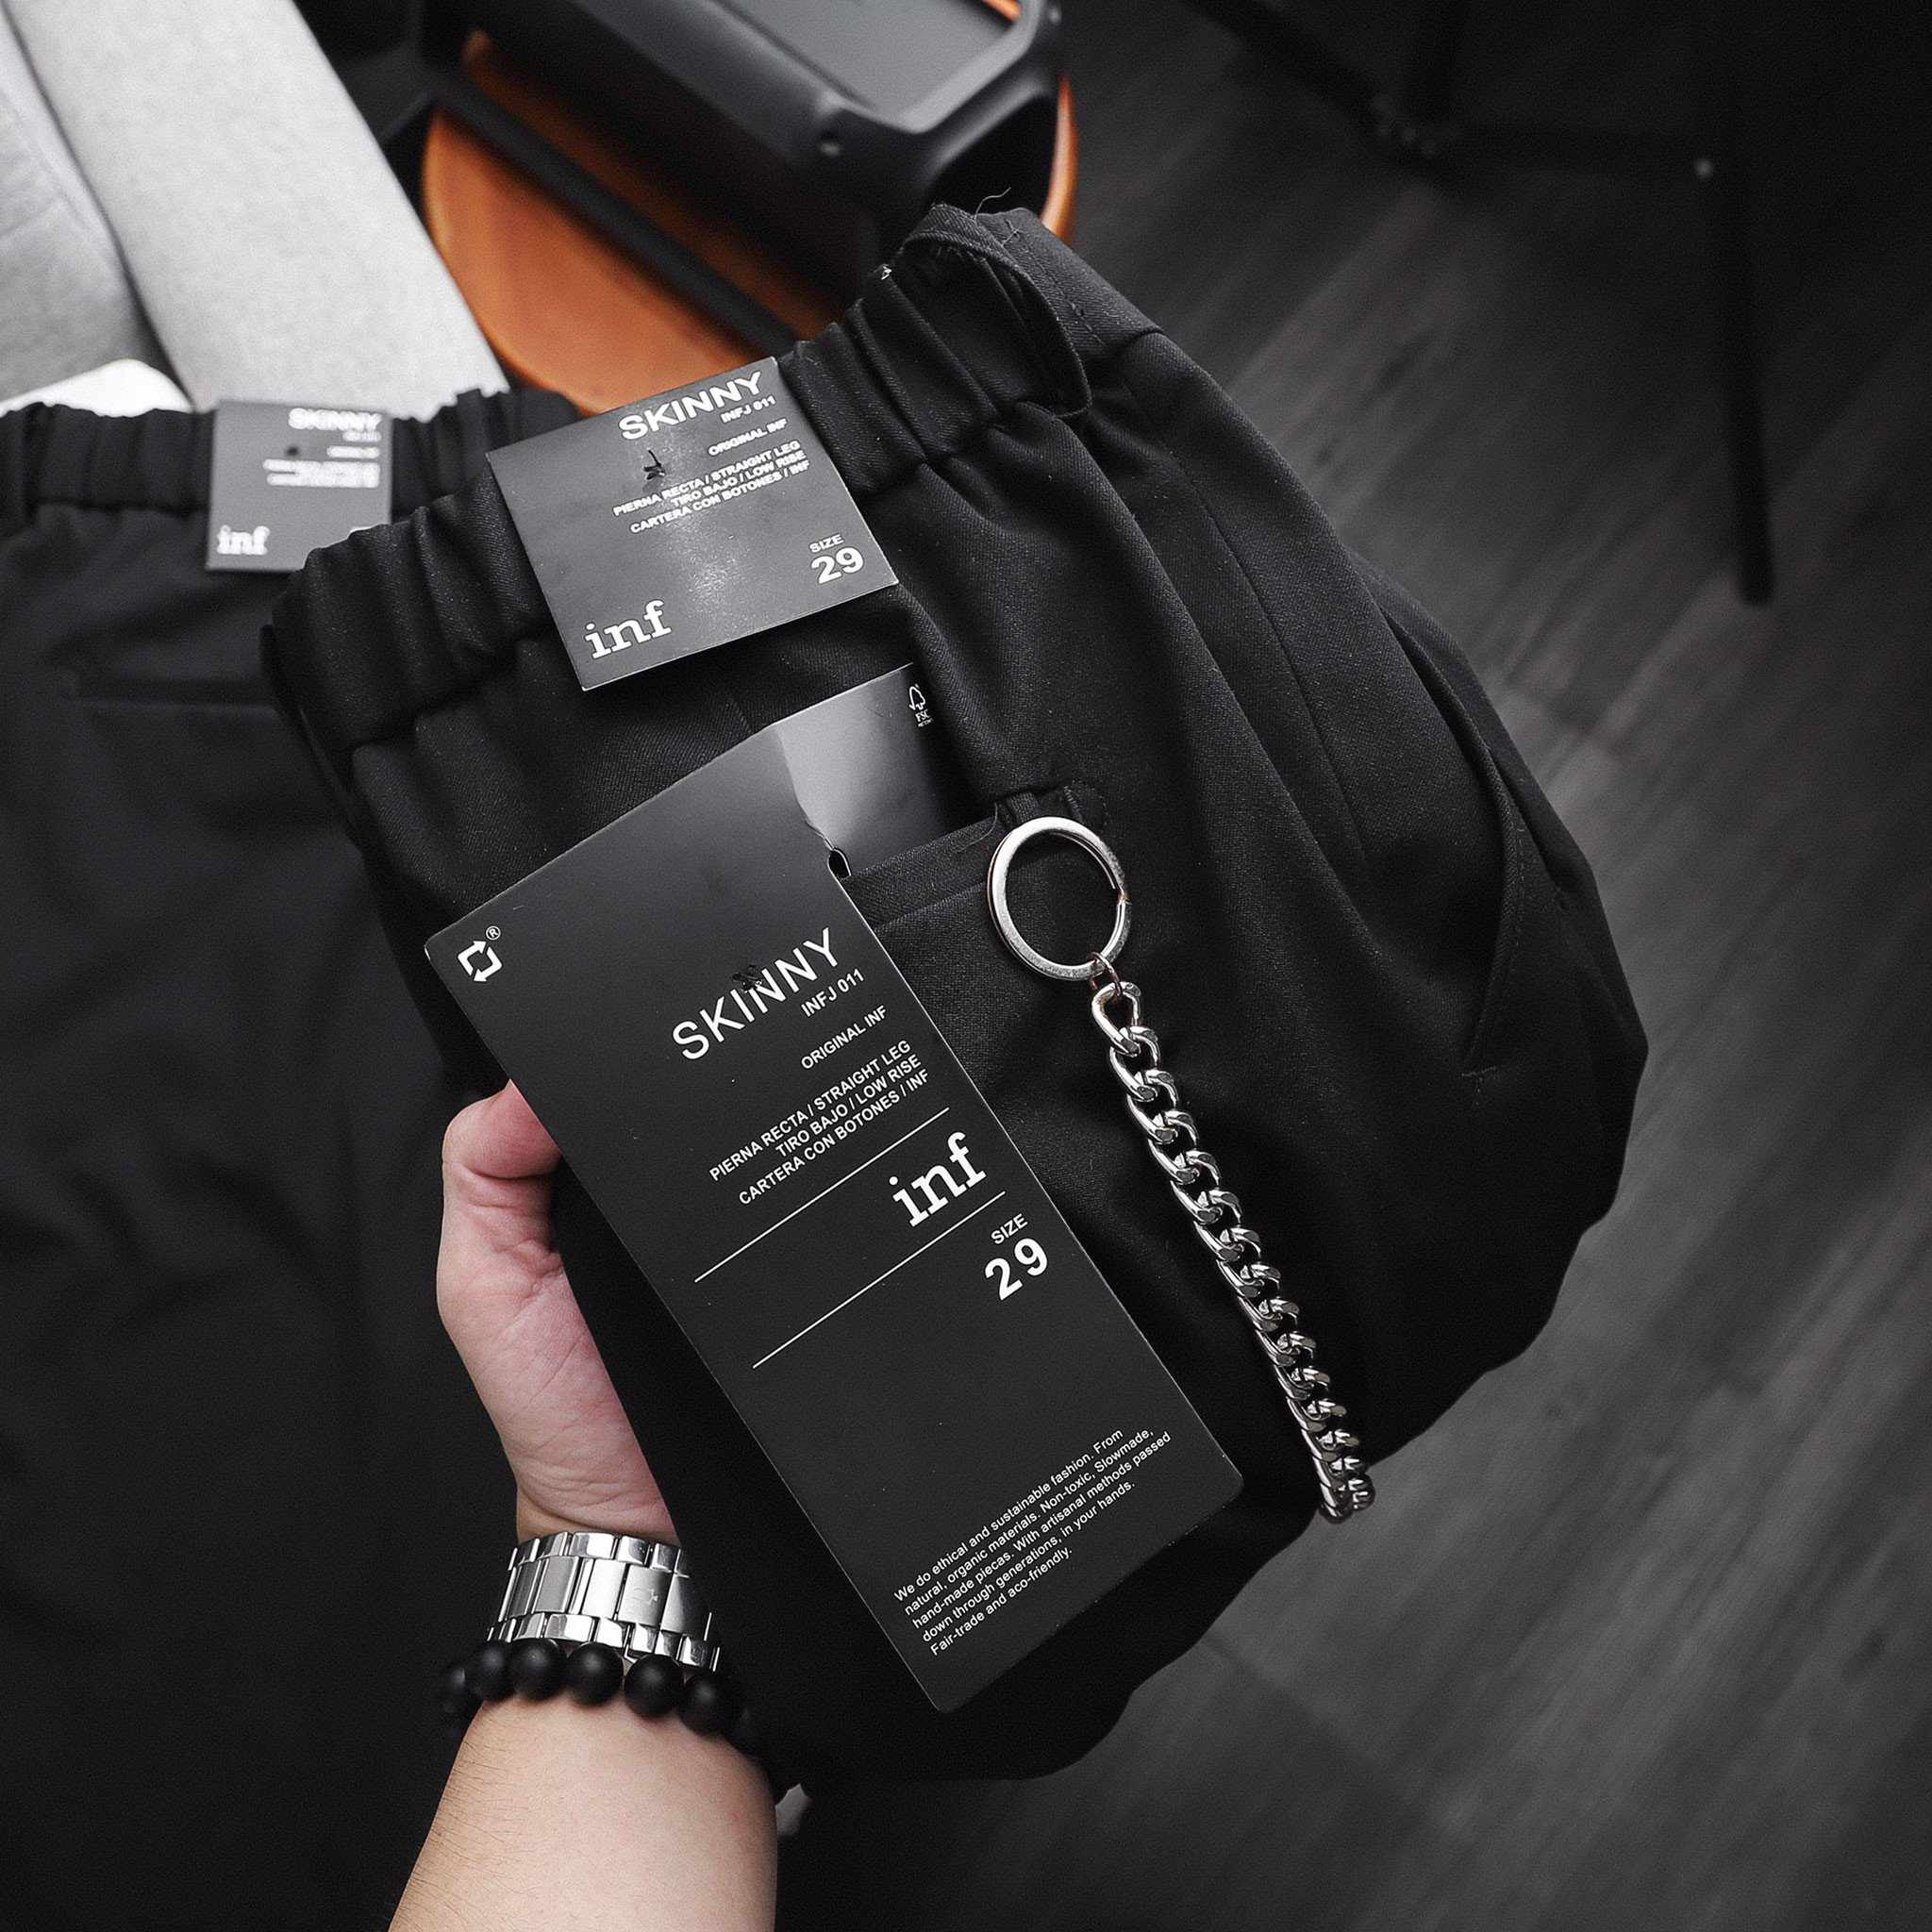 SKINNY
inf
SKINNY
INFJ 011
ORIGINAL INF
PIERNA RECTA / STRAIGHT LEG
TIRO BAJO / LOW RISE
CARTERA CON BOTONES / INF
SIZE
29
inf
FSC
®
SKINNY
INFJ 011
ORIGINAL INF
PIERNA RECTA / STRAIGHT LEG
TIRO BAJO / LOW RISE
CARTERA CON BOTONES / INF
inf
SIZE
29
We do ethical and sustainable fashion. From
natural, organic materials. Non-toxic, Slowmade,
hand-made piecas. With artisanal methods passed
down through generations, in your hands.
Fair-trade and aco-friendly.